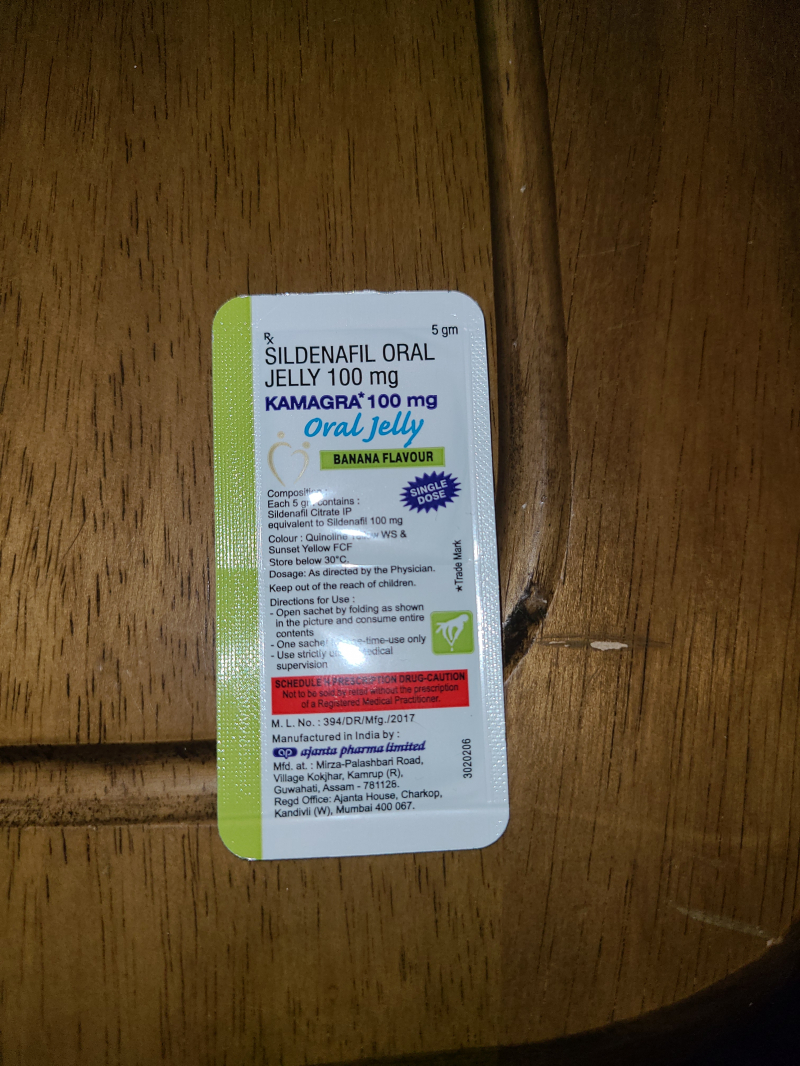 Rx
5 gm
SILDENAFIL ORAL
JELLY 100 mg
KAMAGRA* 100 mg
Oral Jelly
BANANA FLAVOUR
SINGLE
DOSE
Each 5 contains :
Sildenafil Citrate IP
equivalent to Sildenafil 100 mg
Colour : Quinoline WS &
Sunset Yellow FCF
Store below 30°C.
Dosage: As directed by the Physician.
Keep out of the reach of children.
★Trade Mark
Directions for Use :
- Open sachet by folding as shown
in the picture and consume entire
contents
- One sachet use only
- Use strictly
supervision
SCHEDULE PRESCRIPTION DRUG-CAUTION
Not to be sold by retail without the prescription
of a Registered Medical Practitioner.
M. L. No. : 394/DR/Mfg./2017
Manufactured in India by :
ap ajanta pharma limited
Mfd. at. : Mirza-Palashbari Road,
Village Kokjhar, Kamrup (R),
Guwahati, Assam - 781128.
Regd Office: Ajanta House, Charkop,
Kandivli (W), Mumbai 400 067.
3020206